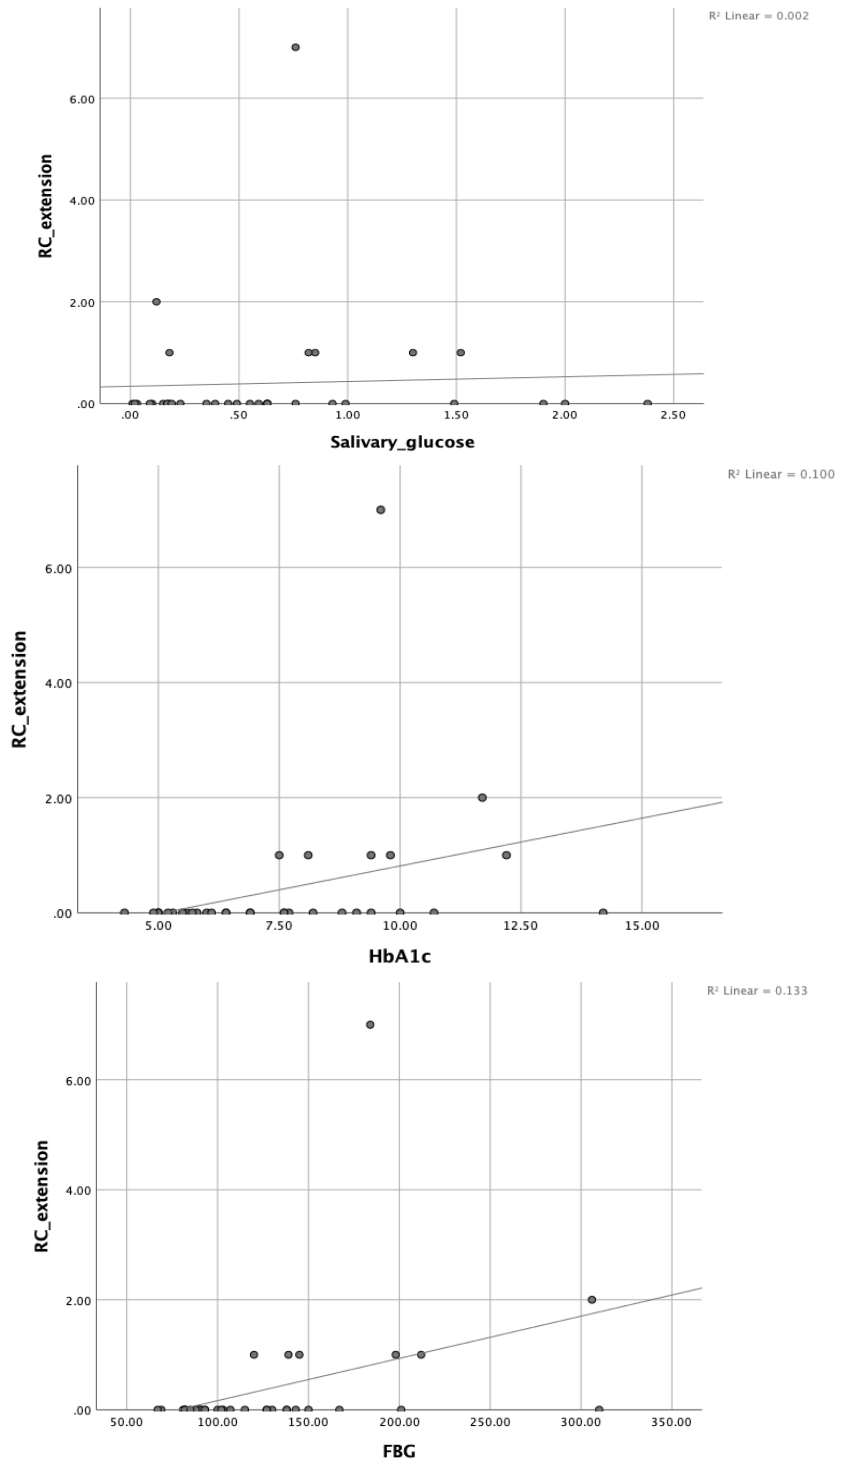 R² Linear = 0.002
6.00
4.00
2.00
.00
RC_extension
.00 .50 1.00 1.50 2.00 2.50
Salivary_glucose
R² Linear = 0.100
6.00
4.00
2.00
.00
RC_extension
5.00 7.50 10.00 12.50 15.00
HbA1c
R² Linear = 0.133
6.00
4.00
2.00
.00
RC_extension
50.00 100.00 150.00 200.00 250.00 300.00 350.00
FBG